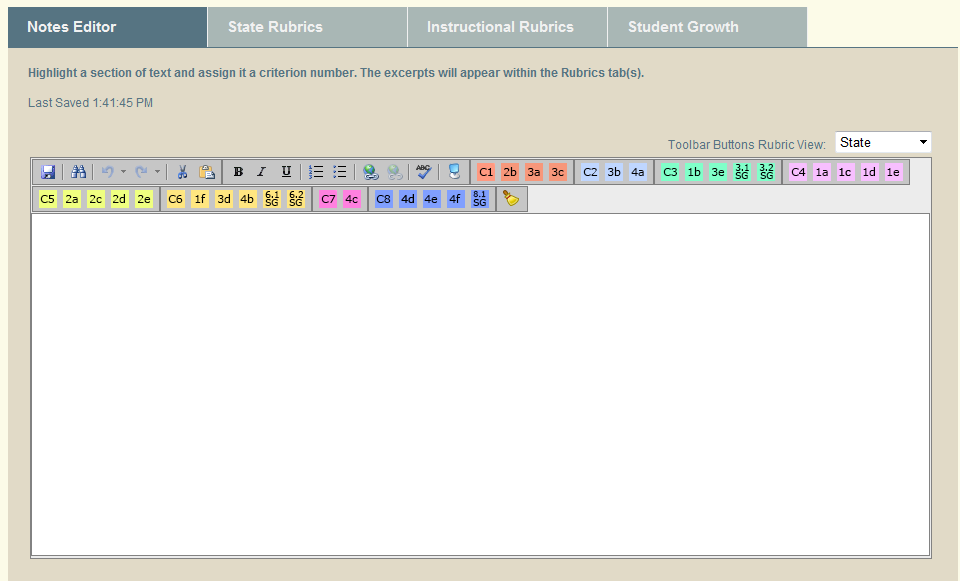 Notes Editor State Rubrics Instructional Rubrics Student Growth
Highlight a section of text and assign it a criterion number. The excerpts will appear within the Rubrics tab(s).
Last Saved 1:41:45 PM
Toolbar Buttons Rubric View: State
B I U ABC C1 2b 3a 3c C2 3b 4a C3 1b 3e 3.1 SG 3.2 SG C4 1a 1c 1d 1e
C5 2a 2c 2d 2e C6 1f 3d 4b 6.1 SG 6.2 SG C7 4c C8 4d 4e 4f 8.1 SG